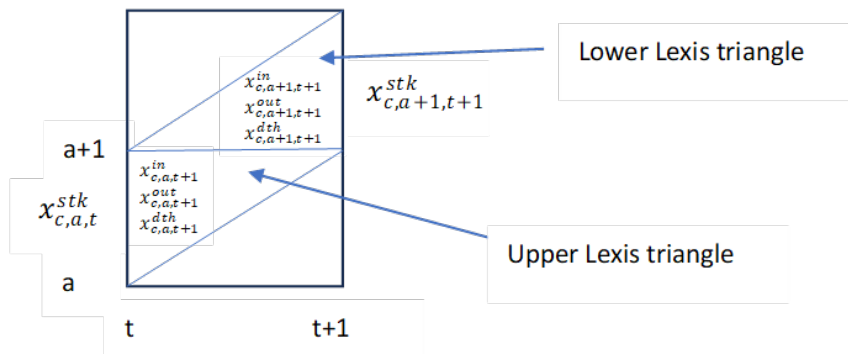 Lower Lexis triangle
x^{in}_{c,a+1,t+1}
x^{out}_{c,a+1,t+1}
x^{dth}_{c,a+1,t+1}
x^{stk}_{c,a+1,t+1}
a+1
x^{in}_{c,a,t+1}
x^{out}_{c,a,t+1}
x^{dth}_{c,a,t+1}
x^{stk}_{c,a,t}
Upper Lexis triangle
a
t
t+1